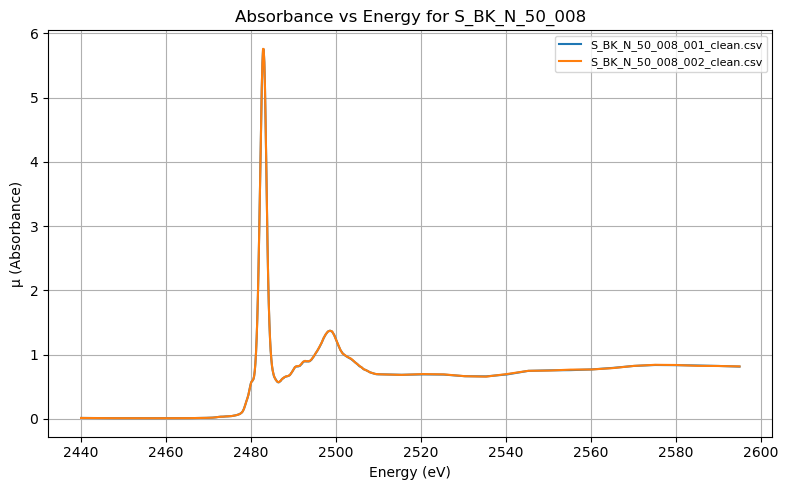 Absorbance vs Energy for S_BK_N_50_008
S_BK_N_50_008_001_clean.csv
S_BK_N_50_008_002_clean.csv
6
5
4
3
2
1
0
μ (Absorbance)
2440 2460 2480 2500 2520 2540 2560 2580 2600
Energy (eV)